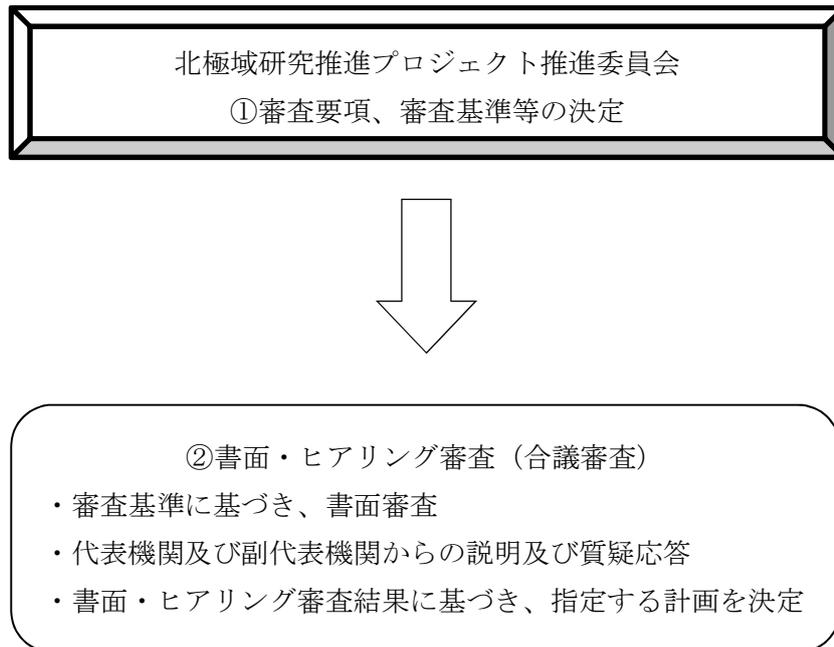 北極域研究推進プロジェクト推進委員会
①審査要項、審査基準等の決定
②書面・ヒアリング審査（合議審査）
・審査基準に基づき、書面審査
・代表機関及び副代表機関からの説明及び質疑応答
・書面・ヒアリング審査結果に基づき、指定する計画を決定